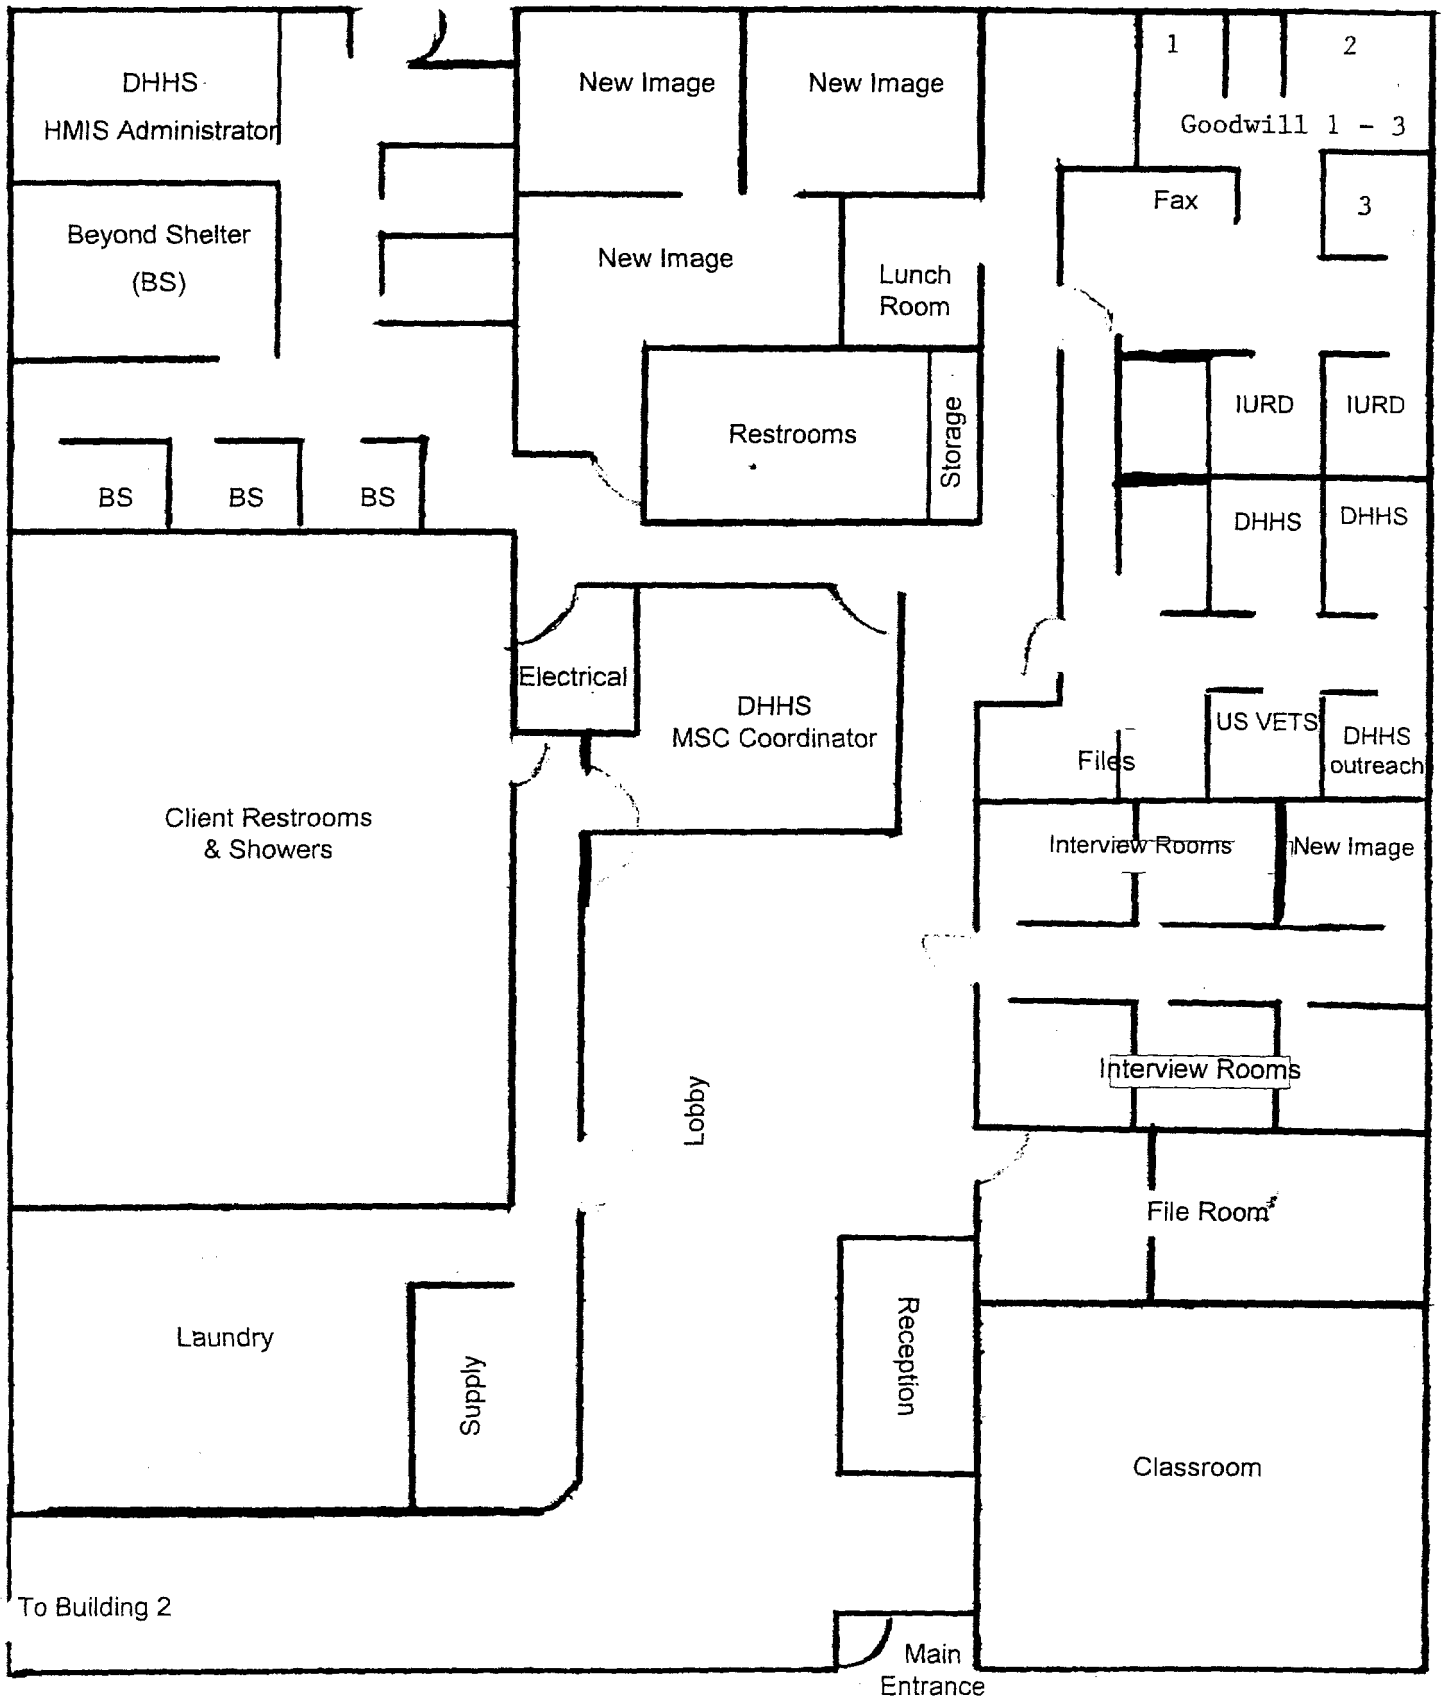 1
2
DHHS
New Image
New Image
HMIS Administrator
Goodwill 1 - 3
Fax
3
Beyond Shelter
(BS)
New Image
Lunch
Room
IURD
IURD
Restrooms
Storage
BS
BS
BS
DHHS
DHHS
Electrical
DHHS
MSC Coordinator
US VETS
DHHS
outreach
Files
Client Restrooms
& Showers
Interview Rooms
New Image
Interview Rooms
Lobby
File Room
Laundry
Supply
Reception
Classroom
To Building 2
Main
Entrance